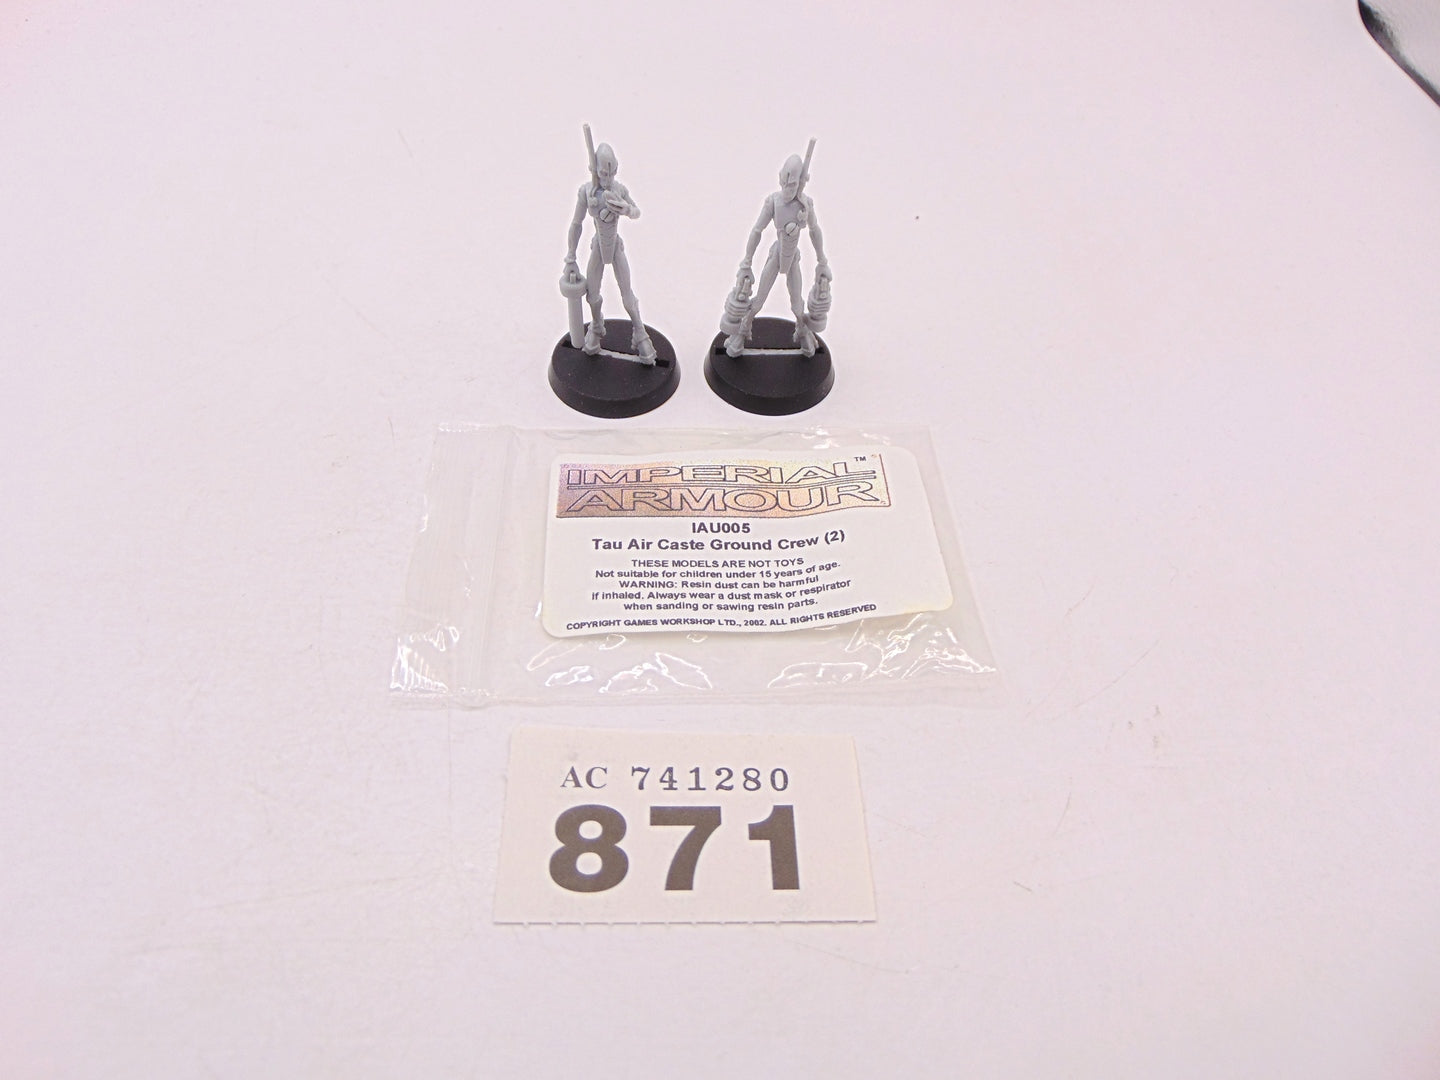 IMPERIAL ™
ARMOUR
IAU005
Tau Air Caste Ground Crew (2)
THESE MODELS ARE NOT TOYS
Not suitable for children under 15 years of age.
WARNING: Resin dust can be harmful
if inhaled. Always wear a dust mask or respirator
when sanding or sawing resin parts.
COPYRIGHT GAMES WORKSHOP LTD., 2002. ALL RIGHTS RESERVED
AC 741280
871